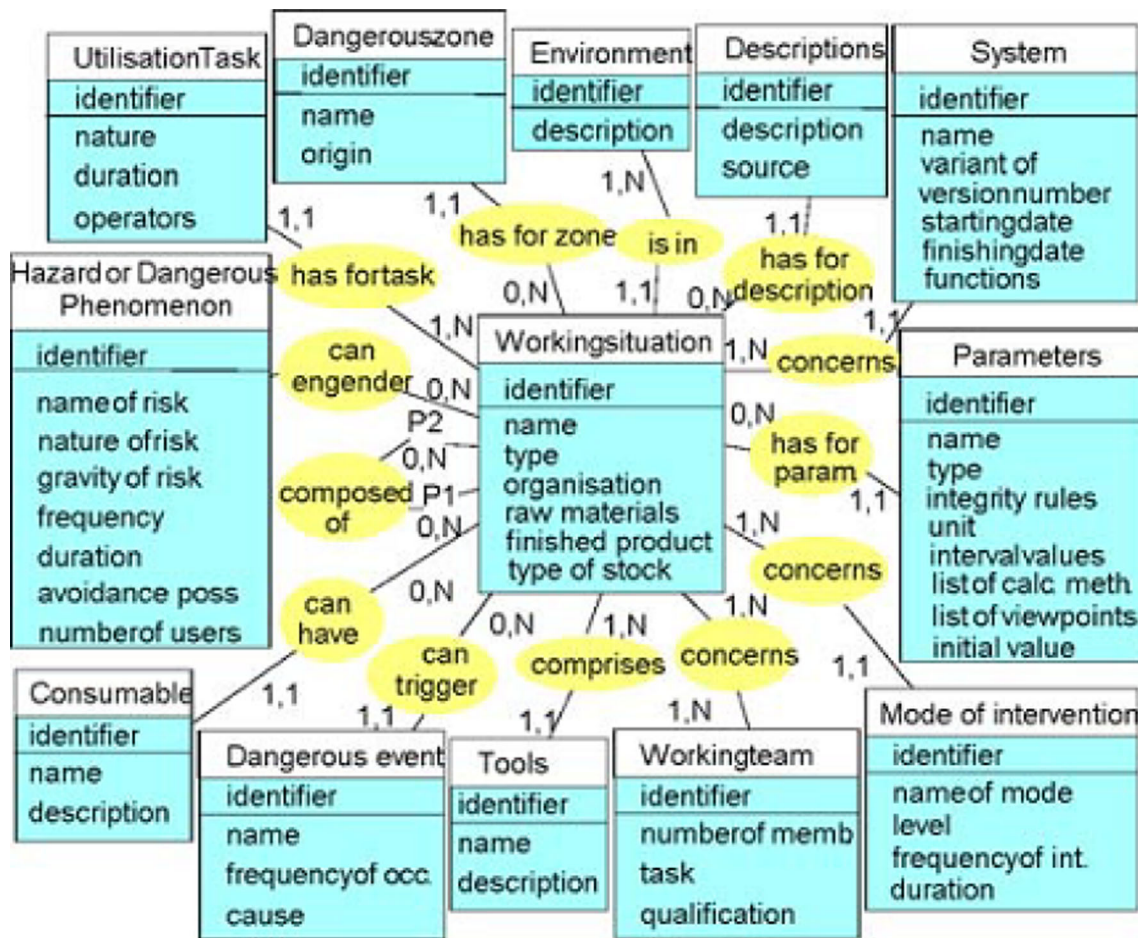 UtilisationTask
identifier
nature
duration
operators
Dangerouszone
identifier
name
origin
Environment
identifier
description
Descriptions
identifier
description
source
System
identifier
name
variant of
versionnumber
startingdate
finishingdate
functions
1,1
1,1
1,N
1,1
1,1
has fortask
has for zone
is in
has for
description
concerns
1,N
0,N
1,1
0,N
1,N
Hazard or Dangerous
Phenomenon
identifier
name of risk
nature ofrisk
gravity of risk
frequency
duration
avoidance poss
numberof users
can
engender
0,N
P2
0,N
composed
of
_P1
0,N
Workingsituation
identifier
name
type
organisation
raw materials
finished product
type of stock
0,N
has for
param.
1,1
Parameters
identifier
name
type
integrity rules
unit
intervalvalues
list of calc. meth.
list of viewpoints
initial value
1,N
concerns
1,1
can
have
0,N
1,1
can
trigger
0,N
1,1
comprises
1,N
1,1
concerns
1,N
1,N
Consumable
identifier
name
description
Dangerous event
identifier
name
frequencyof occ.
cause
Tools
identifier
name
description
Workingteam
identifier
numberof memb
task
qualification
Mode of intervention
identifier
nameof mode
level
frequencyof int.
duration